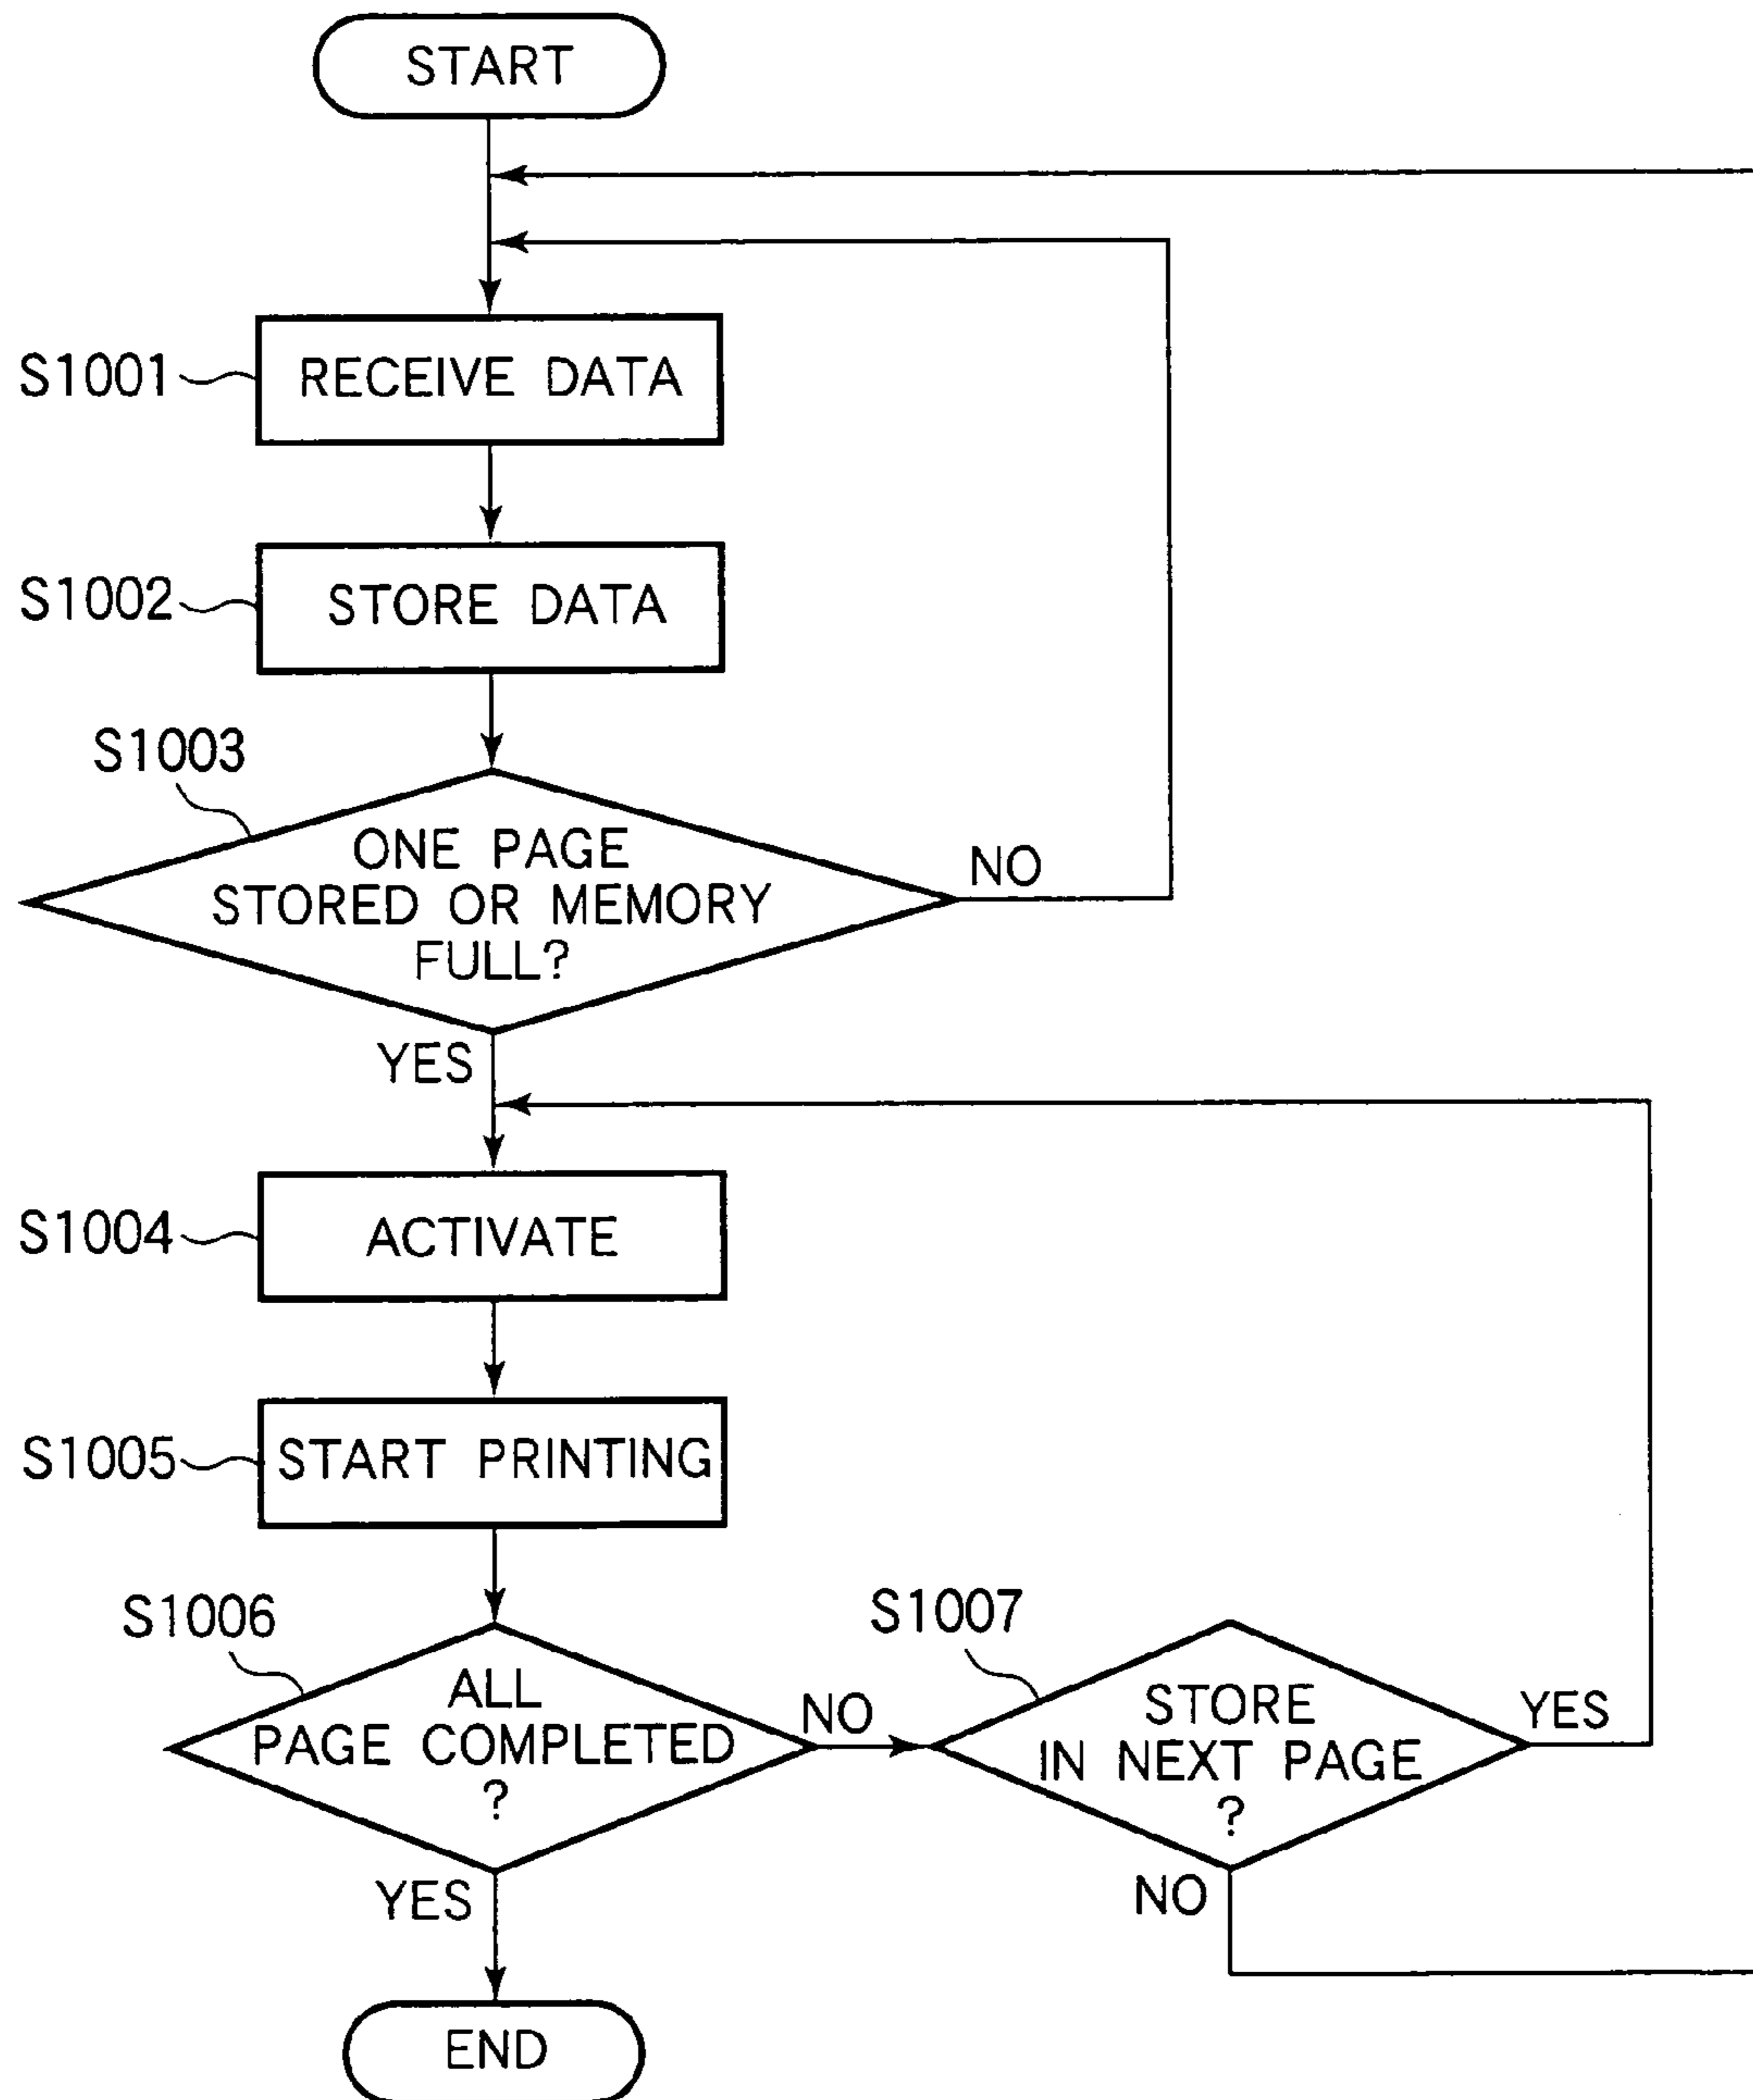 START
S1001
RECEIVE DATA
S1002
STORE DATA
S1003
ONE PAGE
STORED OR MEMORY
FULL?
NO
YES
S1004
ACTIVATE
S1005
START PRINTING
S1006
ALL
PAGE COMPLETED
?
NO
S1007
STORE
IN NEXT PAGE
?
YES
YES
NO
END